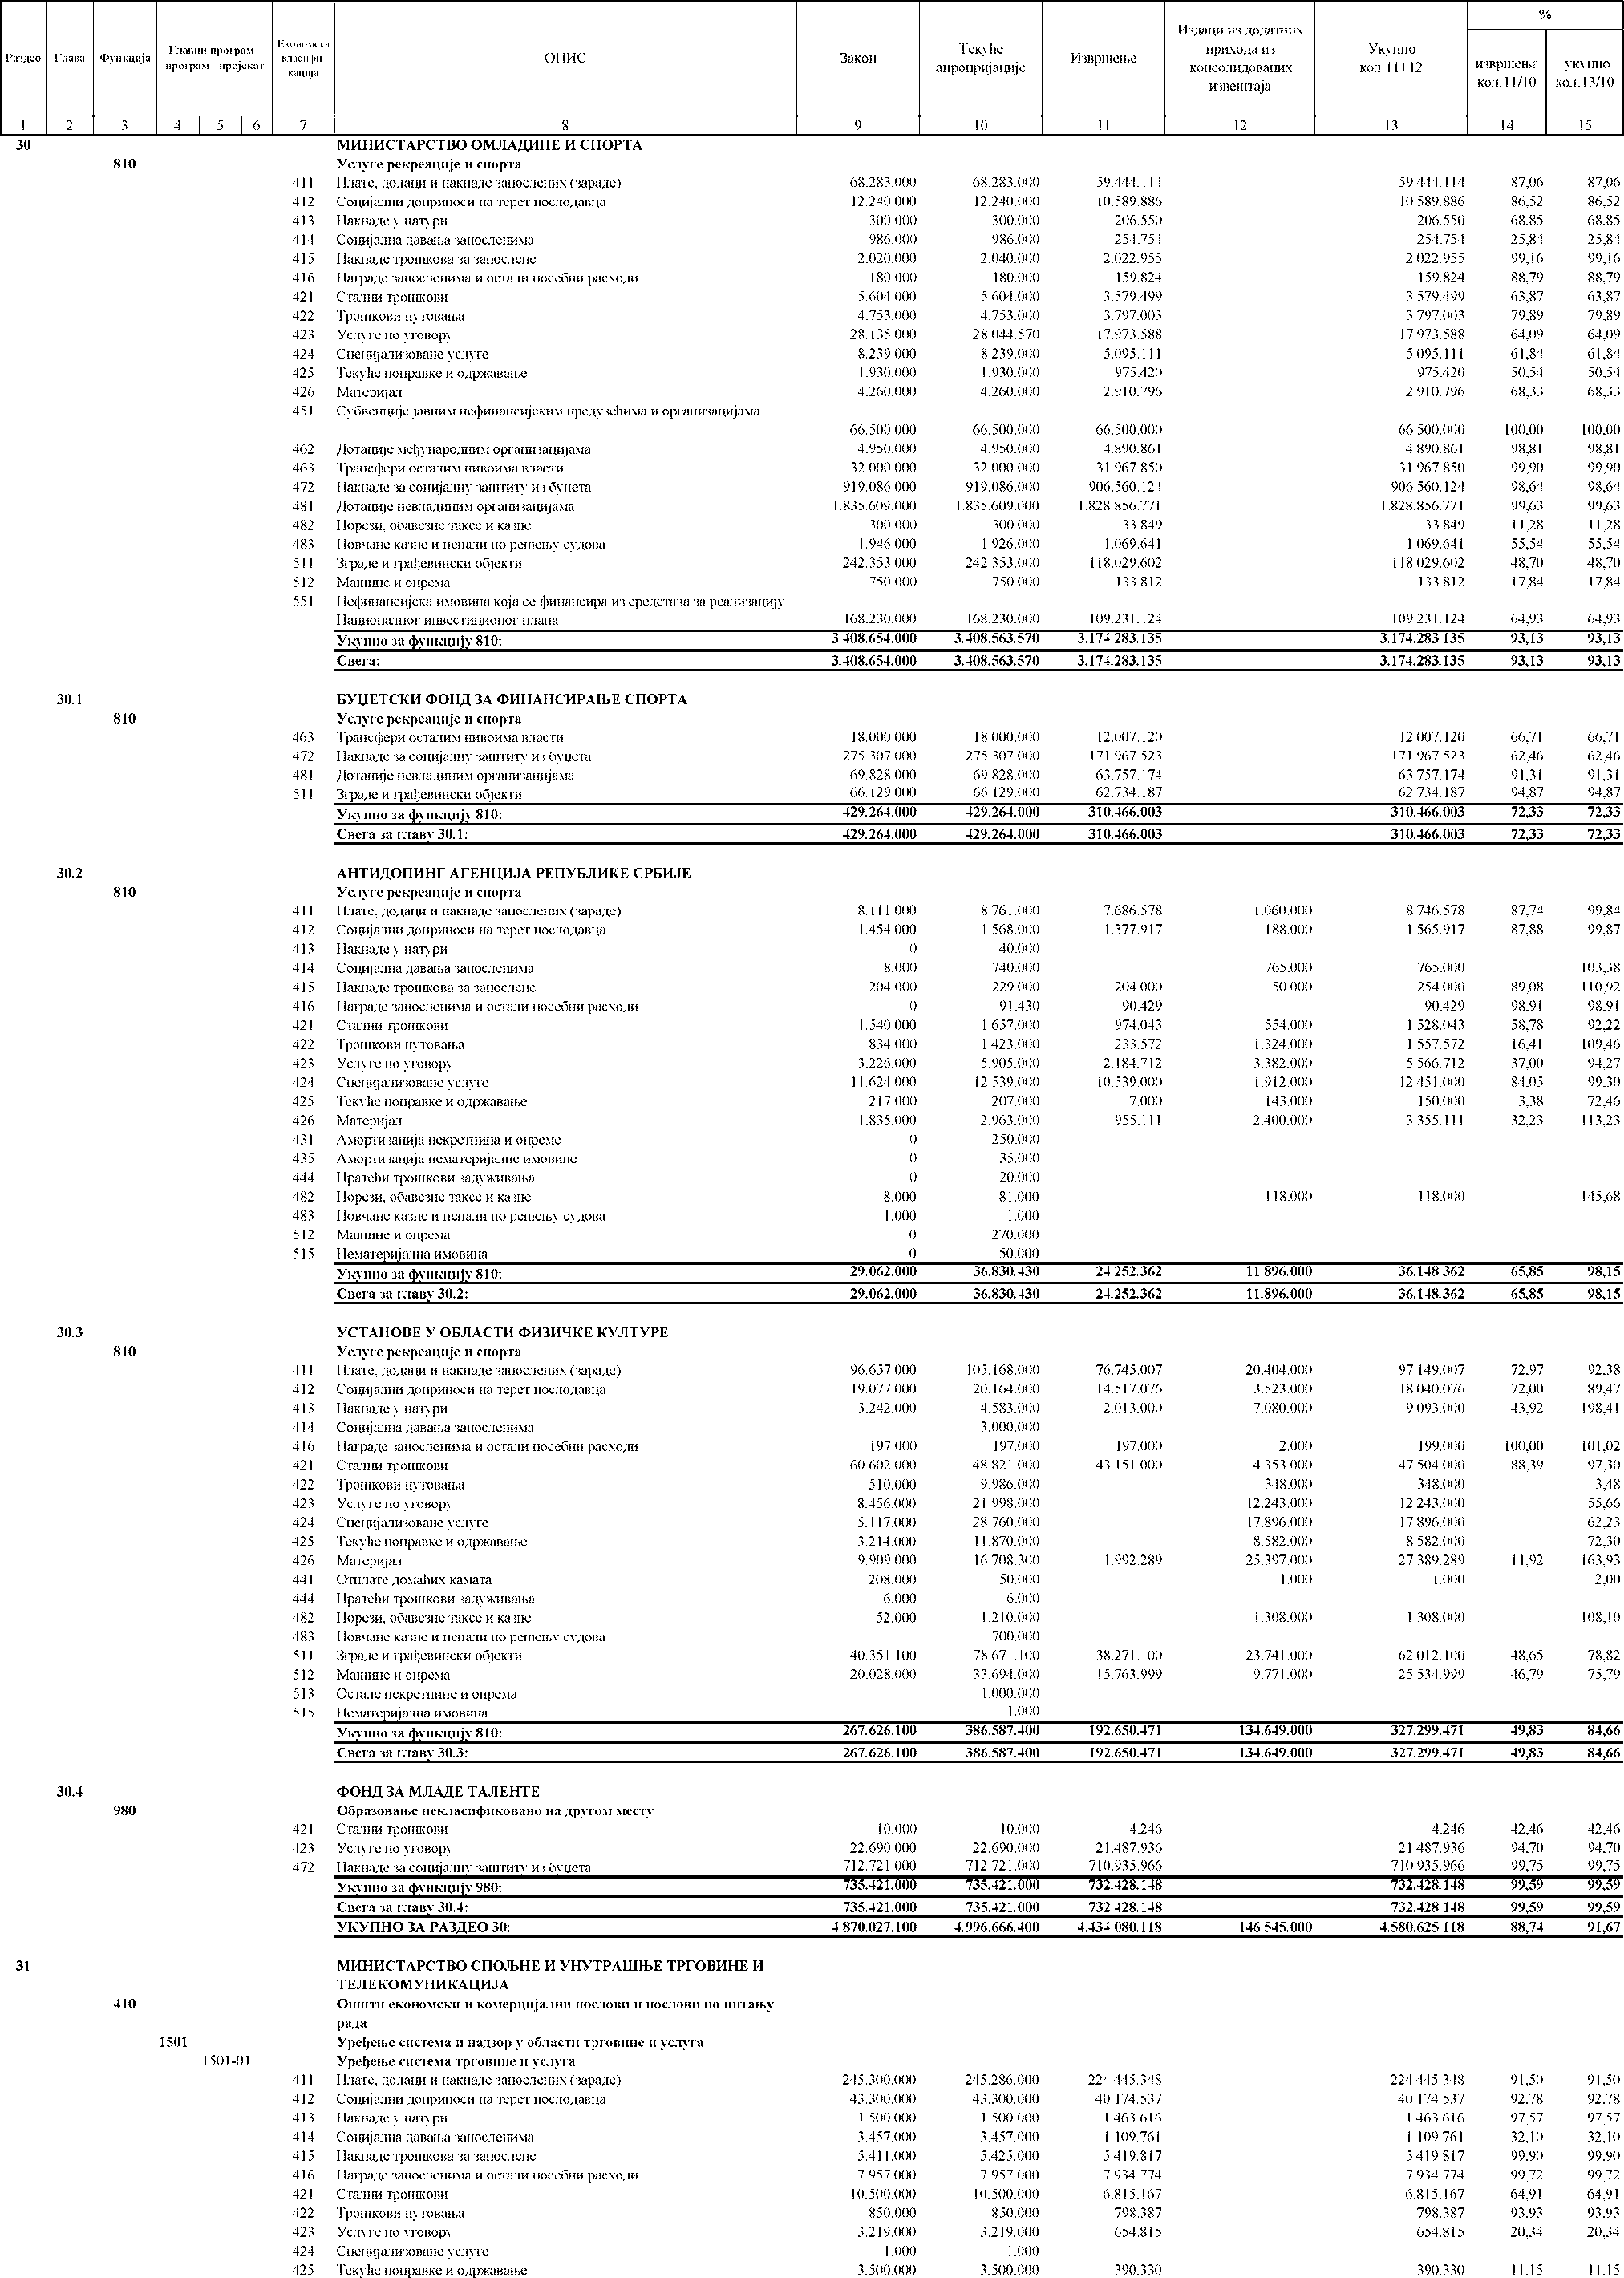 Раздео Глава Функција Главни програм програм пројекат Економска класифи-кација ОПИС Закон Текуће апропријације Извршење Издаци из додатних прихода из консолидованих извештаја Укупно кол.11+12 % извршења кол.11/10 укупно кол.13/10
1 2 3 4 5 6 7 8 9 10 11 12 13 14 15
30 МИНИСТАРСТВО ОМЛАДИНЕ И СПОРТА
810 Услуге рекреације и спорта
411 Плате, додаци и накнаде запослених (зараде) 68.283.000 68.283.000 59.444.114 59.444.114 87,06 87,06
412 Социјални доприноси на терет послодавца 12.240.000 12.240.000 10.589.886 10.589.886 86,52 86,52
413 Накнаде у натури 300.000 300.000 206.550 206.550 68,85 68,85
414 Социјална давања запосленима 986.000 986.000 254.754 254.754 25,84 25,84
415 Накнаде трошкова за запослене 2.020.000 2.040.000 2.022.955 2.022.955 99,16 99,16
416 Награде запосленима и остали посебни расходи 180.000 180.000 159.824 159.824 88,79 88,79
421 Стални трошкови 5.604.000 5.604.000 3.579.499 3.579.499 63,87 63,87
422 Трошкови путовања 4.753.000 4.753.000 3.797.003 3.797.003 79,89 79,89
423 Услуге по уговору 28.135.000 28.044.570 17.973.588 17.973.588 64,09 64,09
424 Специјализоване услуге 8.239.000 8.239.000 5.095.111 5.095.111 61,84 61,84
425 Текуће поправке и одржавање 1.930.000 1.930.000 975.420 975.420 50,54 50,54
426 Материјал 4.260.000 4.260.000 2.910.796 2.910.796 68,33 68,33
451 Субвенције јавним нефинансијским предузећима и организацијама
66.500.000 66.500.000 66.500.000 66.500.000 100,00 100,00
462 Дотације међународним организацијама 4.950.000 4.950.000 4.890.861 4.890.861 98,81 98,81
463 Трансфери осталим нивоима власти 32.000.000 32.000.000 31.967.850 31.967.850 99,90 99,90
472 Накнаде за социјалну заштиту из буџета 919.086.000 919.086.000 906.560.124 906.560.124 98,64 98,64
481 Дотације невладиним организацијама 1.835.609.000 1.835.609.000 1.828.856.771 1.828.856.771 99,63 99,63
482 Порези, обавезне таксе и казне 300.000 300.000 33.849 33.849 11,28 11,28
483 Новчане казне и пенали по решењу судова 1.946.000 1.926.000 1.069.641 1.069.641 55,54 55,54
511 Зграде и грађевински објекти 242.353.000 242.353.000 118.029.602 118.029.602 48,70 48,70
512 Машине и опрема 750.000 750.000 133.812 133.812 17,84 17,84
551 Нефинансијска имовина која се финансира из средстава за реализацију
Националног инвестиционог плана 168.230.000 168.230.000 109.231.124 109.231.124 64,93 64,93
Укупно за функцију 810: 3.408.654.000 3.408.563.570 3.174.283.135 3.174.283.135 93,13 93,13
Свега: 3.408.654.000 3.408.563.570 3.174.283.135 3.174.283.135 93,13 93,13
30.1 БУЏЕТСКИ ФОНД ЗА ФИНАНСИРАЊЕ СПОРТА
810 Услуге рекреације и спорта
463 Трансфери осталим нивоима власти 18.000.000 18.000.000 12.007.120 12.007.120 66,71 66,71
472 Накнаде за социјалну заштиту из буџета 275.307.000 275.307.000 171.967.523 171.967.523 62,46 62,46
481 Дотације невладиним организацијама 69.828.000 69.828.000 63.757.174 63.757.174 91,31 91,31
511 Зграде и грађевински објекти 66.129.000 66.129.000 62.734.187 62.734.187 94,87 94,87
Укупно за функцију 810: 429.264.000 429.264.000 310.466.003 310.466.003 72,33 72,33
Свега за главу 30.1: 429.264.000 429.264.000 310.466.003 310.466.003 72,33 72,33
30.2 АНТИДОПИНГ АГЕНЦИЈА РЕПУБЛИКЕ СРБИЈЕ
810 Услуге рекреације и спорта
411 Плате, додаци и накнаде запослених (зараде) 8.111.000 8.761.000 7.686.578 1.060.000 8.746.578 87,74 99,84
412 Социјални доприноси на терет послодавца 1.454.000 1.568.000 1.377.917 188.000 1.565.917 87,88 99,87
413 Накнаде у натури 0 40.000
414 Социјална давања запосленима 8.000 740.000 765.000 765.000 103,38
415 Накнаде трошкова за запослене 204.000 229.000 204.000 50.000 254.000 89,08 110,92
416 Награде запосленима и остали посебни расходи 0 91.430 90.429 90.429 98,91 98,91
421 Стални трошкови 1.540.000 1.657.000 974.043 554.000 1.528.043 58,78 92,22
422 Трошкови путовања 834.000 1.423.000 233.572 1.324.000 1.557.572 16,41 109,46
423 Услуге по уговору 3.226.000 5.905.000 2.184.712 3.382.000 5.566.712 37,00 94,27
424 Специјализоване услуге 11.624.000 12.539.000 10.539.000 1.912.000 12.451.000 84,05 99,30
425 Текуће поправке и одржавање 217.000 207.000 7.000 143.000 150.000 3,38 72,46
426 Материјал 1.835.000 2.963.000 955.111 2.400.000 3.355.111 32,23 113,23
431 Амортизација некретнина и опреме 0 250.000
435 Амортизација нематеријалне имовине 0 35.000
444 Пратећи трошкови задуживања 0 20.000
482 Порези, обавезне таксе и казне 8.000 81.000 118.000 118.000 145,68
483 Новчане казне и пенали по решењу судова 1.000 1.000
512 Машине и опрема 0 270.000
515 Нематеријална имовина 0 50.000
Укупно за функцију 810: 29.062.000 36.830.430 24.252.362 11.896.000 36.148.362 65,85 98,15
Свега за главу 30.2: 29.062.000 36.830.430 24.252.362 11.896.000 36.148.362 65,85 98,15
30.3 УСТАНОВЕ У ОБЛАСТИ ФИЗИЧКЕ КУЛТУРЕ
810 Услуге рекреације и спорта
411 Плате, додаци и накнаде запослених (зараде) 96.657.000 105.168.000 76.745.007 20.404.000 97.149.007 72,97 92,38
412 Социјални доприноси на терет послодавца 19.077.000 20.164.000 14.517.076 3.523.000 18.040.076 72,00 89,47
413 Накнаде у натури 3.242.000 4.583.000 2.013.000 7.080.000 9.093.000 43,92 198,41
414 Социјална давања запосленима 3.000.000
416 Награде запосленима и остали посебни расходи 197.000 197.000 197.000 2.000 199.000 100,00 101,02
421 Стални трошкови 60.602.000 48.821.000 43.151.000 4.353.000 47.504.000 88,39 97,30
422 Трошкови путовања 510.000 9.986.000 348.000 348.000 3,48
423 Услуге по уговору 8.456.000 21.998.000 12.243.000 12.243.000 55,66
424 Специјализоване услуге 5.117.000 28.760.000 17.896.000 17.896.000 62,23
425 Текуће поправке и одржавање 3.214.000 11.870.000 8.582.000 8.582.000 72,30
426 Материјал 9.909.000 16.708.300 1.992.289 25.397.000 27.389.289 11,92 163,93
441 Отплате домаћих камата 208.000 50.000 1.000 1.000 2,00
444 Пратећи трошкови задуживања 6.000 6.000
482 Порези, обавезне таксе и казне 52.000 1.210.000 1.308.000 1.308.000 108,10
483 Новчане казне и пенали по решењу судова 700.000
511 Зграде и грађевински објекти 40.351.100 78.671.100 38.271.100 23.741.000 62.012.100 48,65 78,82
512 Машине и опрема 20.028.000 33.694.000 15.763.999 9.771.000 25.534.999 46,79 75,79
513 Остале некретнине и опрема 1.000.000
515 Нематеријална имовина 1.000
Укупно за функцију 810: 267.626.100 386.587.400 192.650.471 134.649.000 327.299.471 49,83 84,66
Свега за главу 30.3: 267.626.100 386.587.400 192.650.471 134.649.000 327.299.471 49,83 84,66
30.4 ФОНД ЗА МЛАДЕ ТАЛЕНТЕ
980 Образовање некласификовано на другом месту
421 Стални трошкови 10.000 10.000 4.246 4.246 42,46 42,46
423 Услуге по уговору 22.690.000 22.690.000 21.487.936 21.487.936 94,70 94,70
472 Накнаде за социјалну заштиту из буџета 712.721.000 712.721.000 710.935.966 710.935.966 99,75 99,75
Укупно за функцију 980: 735.421.000 735.421.000 732.428.148 732.428.148 99,59 99,59
Свега за главу 30.4: 735.421.000 735.421.000 732.428.148 732.428.148 99,59 99,59
УКУПНО ЗА РАЗДЕО 30: 4.870.027.100 4.996.666.400 4.434.080.118 146.545.000 4.580.625.118 88,74 91,67
31 МИНИСТАРСТВО СПОЉНЕ И УНУТРАШЊЕ ТРГОВИНЕ И
ТЕЛЕКОМУНИКАЦИЈА
410 Општи економски и комерцијални послови и послови по питању
рада
1501 Уређење система и надзор у области трговине и услуга
1501-01 Уређење система трговине и услуга
411 Плате, додаци и накнаде запослених (зараде) 245.300.000 245.286.000 224.445.348 224.445.348 91,50 91,50
412 Социјални доприноси на терет послодавца 43.300.000 43.300.000 40.174.537 40.174.537 92,78 92,78
413 Накнаде у натури 1.500.000 1.500.000 1.463.616 1.463.616 97,57 97,57
414 Социјална давања запосленима 3.457.000 3.457.000 1.109.761 1.109.761 32,10 32,10
415 Накнаде трошкова за запослене 5.411.000 5.425.000 5.419.817 5.419.817 99,90 99,90
416 Награде запосленима и остали посебни расходи 7.957.000 7.957.000 7.934.774 7.934.774 99,72 99,72
421 Стални трошкови 10.500.000 10.500.000 6.815.167 6.815.167 64,91 64,91
422 Трошкови путовања 850.000 850.000 798.387 798.387 93,93 93,93
423 Услуге по уговору 3.219.000 3.219.000 654.815 654.815 20,34 20,34
424 Специјализоване услуге 1.000 1.000
425 Текуће поправке и одржавање 3.500.000 3.500.000 390.330 390.330 11,15 11,15